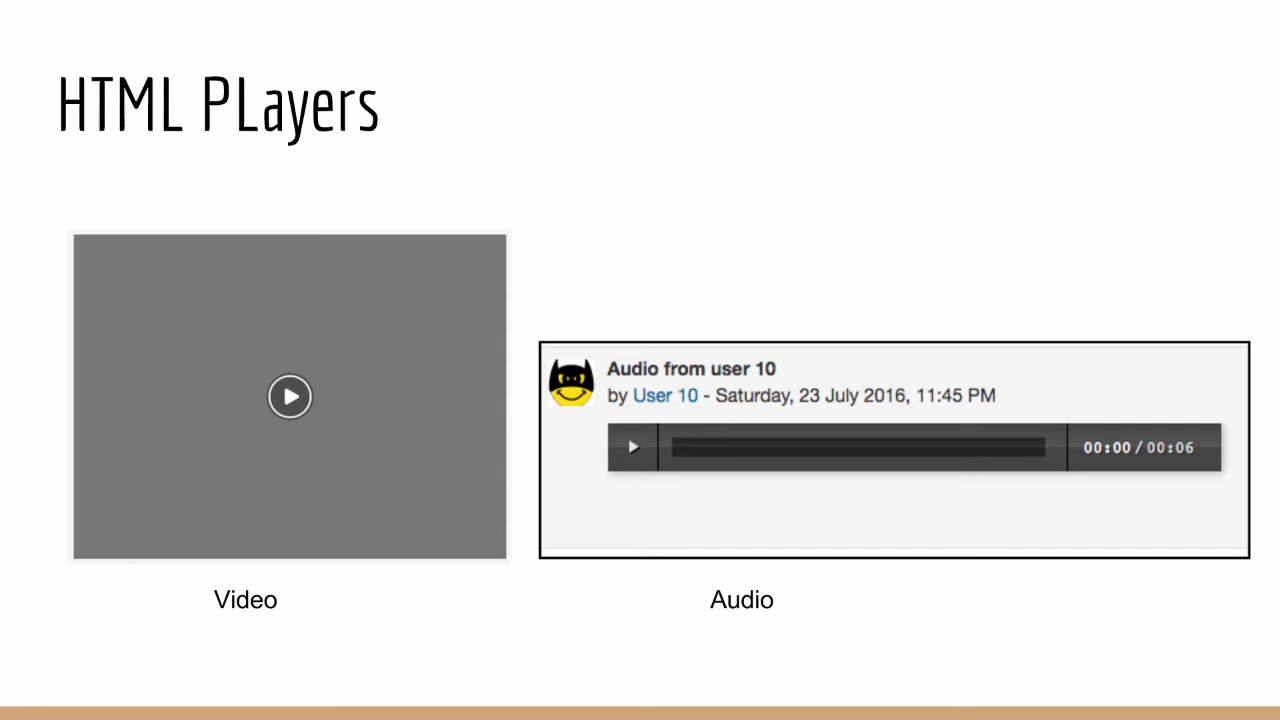 HTML PLayers
Audio from user 10
by User 10 - Saturday, 23 July 2016, 11:45 PM
00:00 / 00:06
Video
Audio